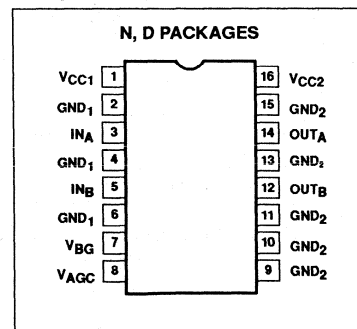 N, D PACKAGES
VCC1 1 16 VCC2
GND1 2 15 GND2
INA 3 14 OUTA
GND1 4 13 GND2
INB 5 12 OUTB
GND1 6 11 GND2
VBG 7 10 GND2
VAGC 8 9 GND2